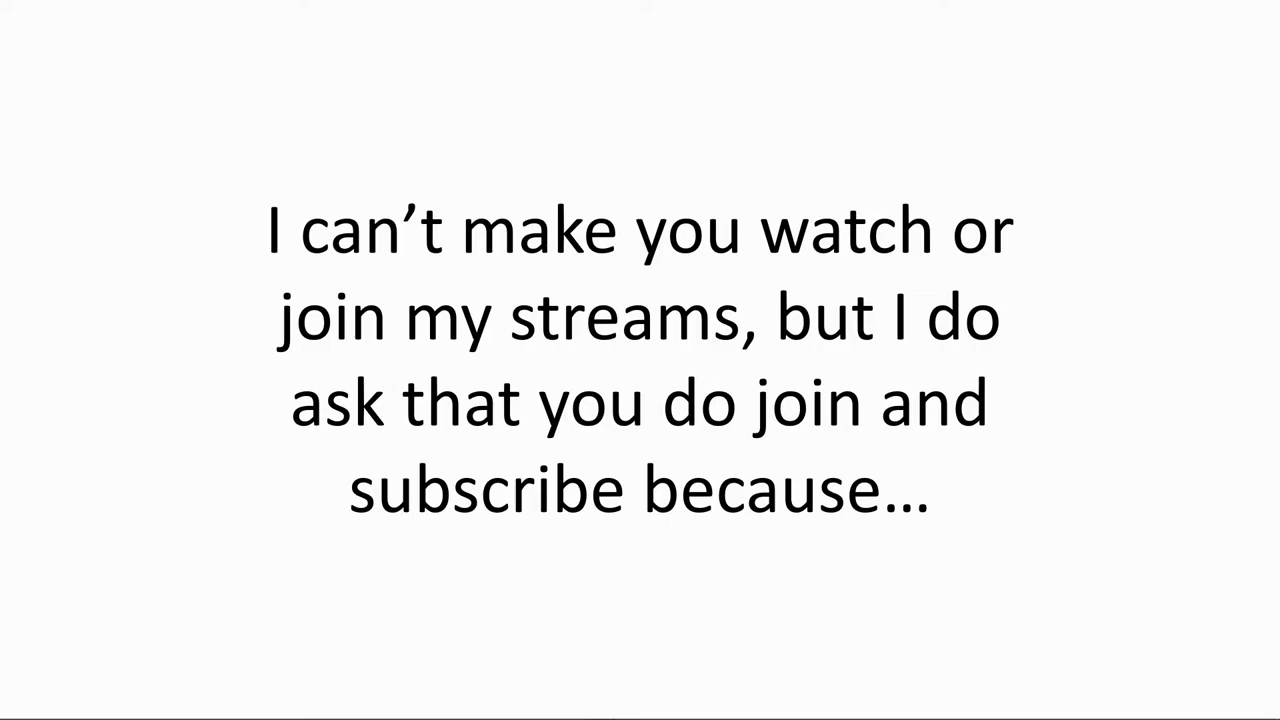 I can’t make you watch or
join my streams, but I do
ask that you do join and
subscribe because…